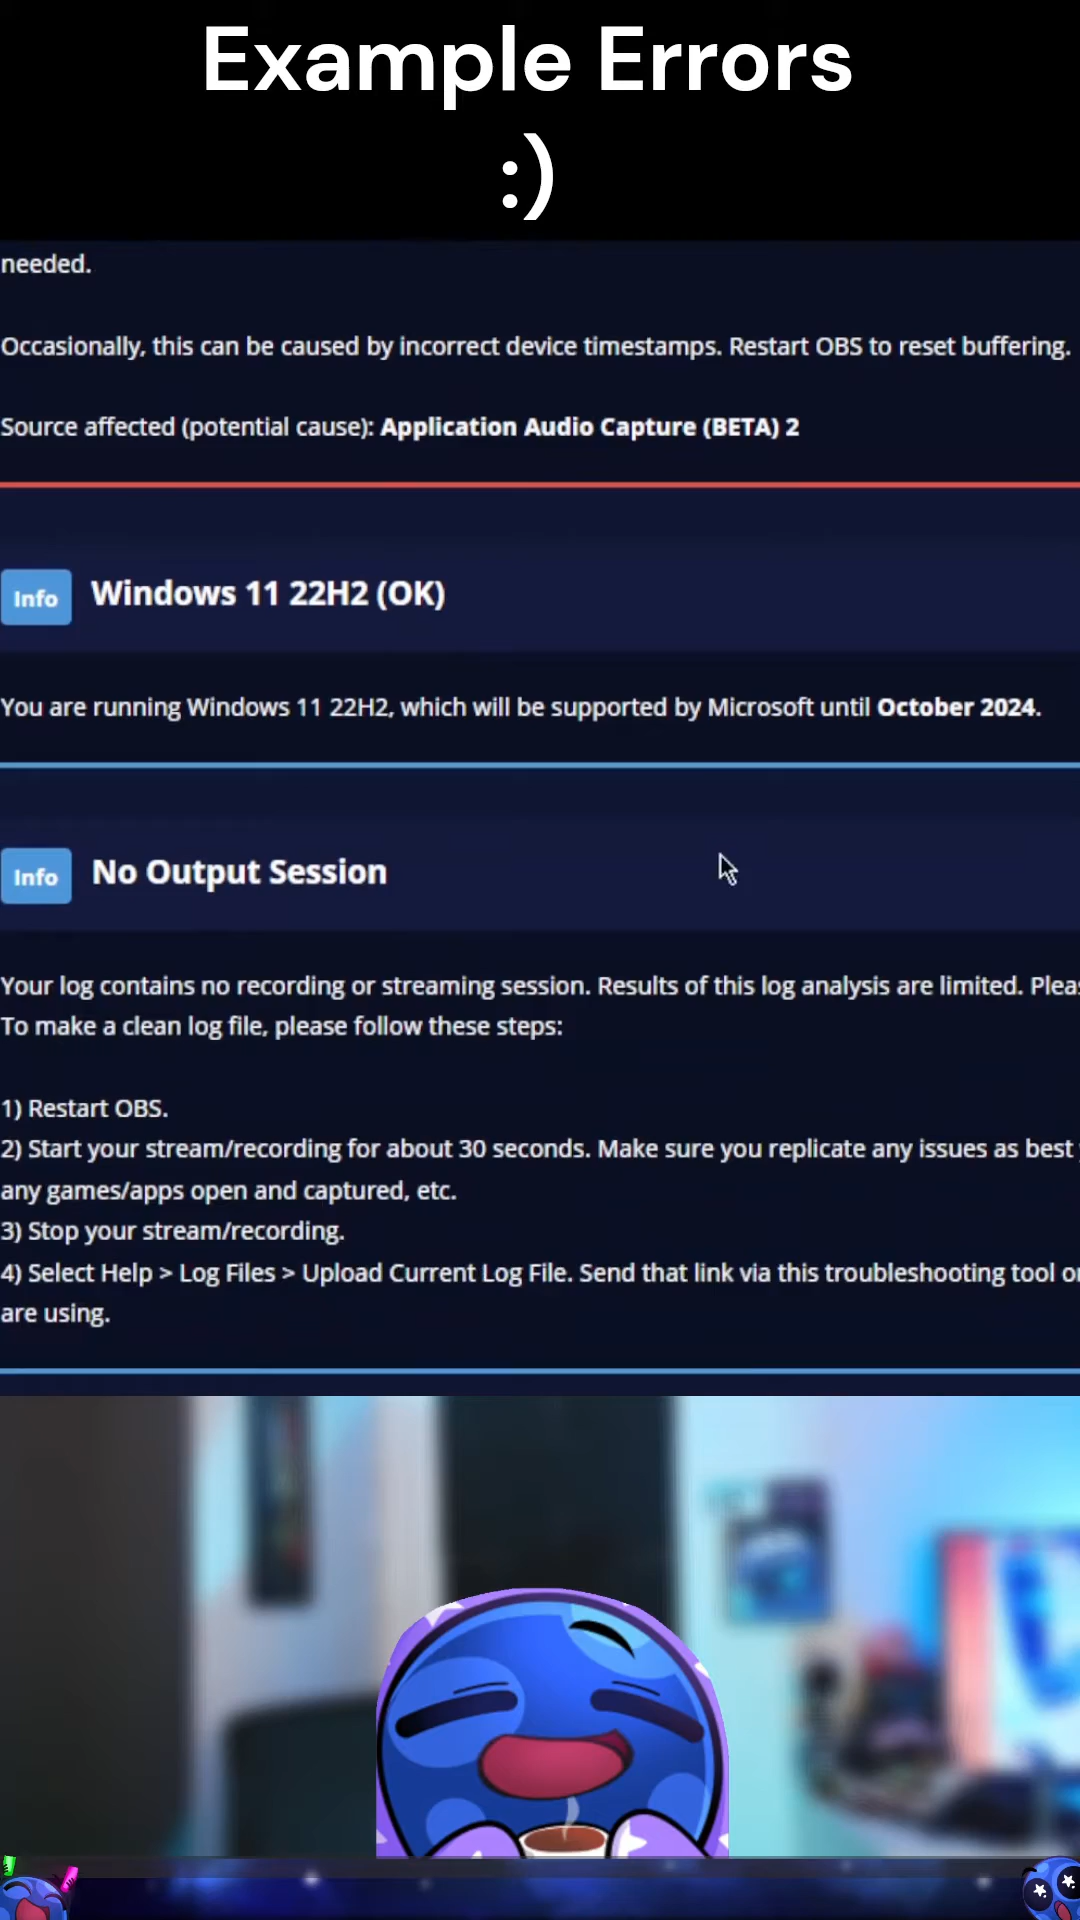 Example Errors
:)
needed.
Occasionally, this can be caused by incorrect device timestamps. Restart OBS to reset buffering.
Source affected (potential cause): Application Audio Capture (BETA) 2
Info Windows 11 22H2 (OK)
You are running Windows 11 22H2, which will be supported by Microsoft until October 2024.
Info No Output Session
Your log contains no recording or streaming session. Results of this log analysis are limited. Pleas
To make a clean log file, please follow these steps:
1) Restart OBS.
2) Start your stream/recording for about 30 seconds. Make sure you replicate any issues as best
any games/apps open and captured, etc.
3) Stop your stream/recording.
4) Select Help > Log Files > Upload Current Log File. Send that link via this troubleshooting tool or
are using.